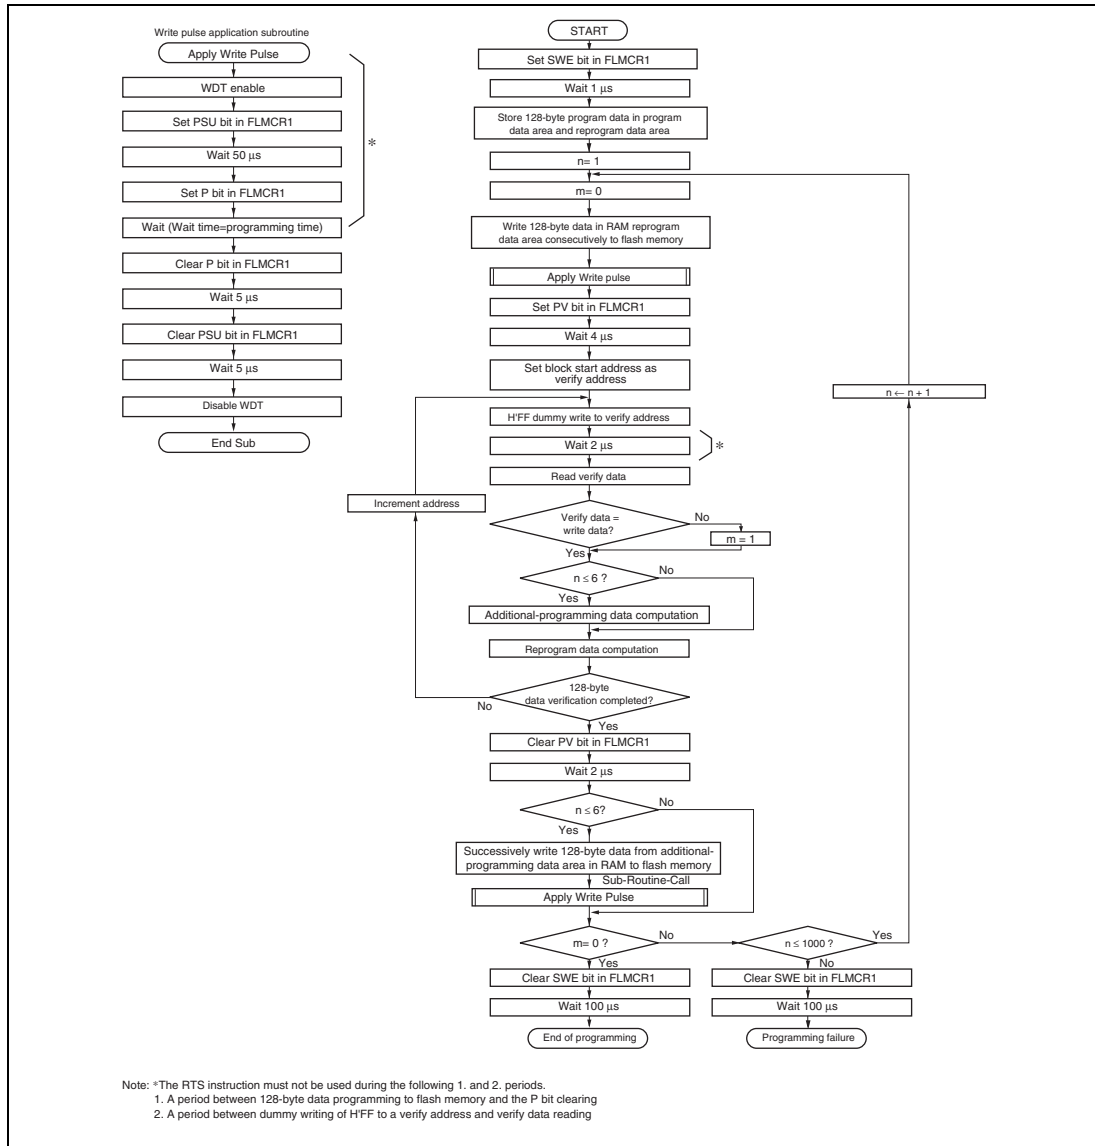 Write pulse application subroutine
Apply Write Pulse
WDT enable
Set PSU bit in FLMCR1
Wait 50 μs
Set P bit in FLMCR1
Wait (Wait time=programming time)
Clear P bit in FLMCR1
Wait 5 μs
Clear PSU bit in FLMCR1
Wait 5 μs
Disable WDT
End Sub
*
START
Set SWE bit in FLMCR1
Wait 1 μs
Store 128-byte program data in program
data area and reprogram data area
n= 1
m= 0
Write 128-byte data in RAM reprogram
data area consecutively to flash memory
Apply Write pulse
Set PV bit in FLMCR1
Wait 4 μs
Set block start address as
verify address
n ← n + 1
H'FF dummy write to verify address
Wait 2 μs
*
Read verify data
Increment address
Verify data =
write data?
No
m = 1
Yes
n ≤ 6 ?
No
Yes
Additional-programming data computation
Reprogram data computation
128-byte
data verification completed?
No
Yes
Clear PV bit in FLMCR1
Wait 2 μs
n ≤ 6?
No
Yes
Successively write 128-byte data from additional-
programming data area in RAM to flash memory
Sub-Routine-Call
Apply Write Pulse
m= 0 ?
No
n ≤ 1000 ?
Yes
Yes
No
Clear SWE bit in FLMCR1
Clear SWE bit in FLMCR1
Wait 100 μs
Wait 100 μs
End of programming
Programming failure
Note: *The RTS instruction must not be used during the following 1. and 2. periods.
1. A period between 128-byte data programming to flash memory and the P bit clearing
2. A period between dummy writing of H'FF to a verify address and verify data reading